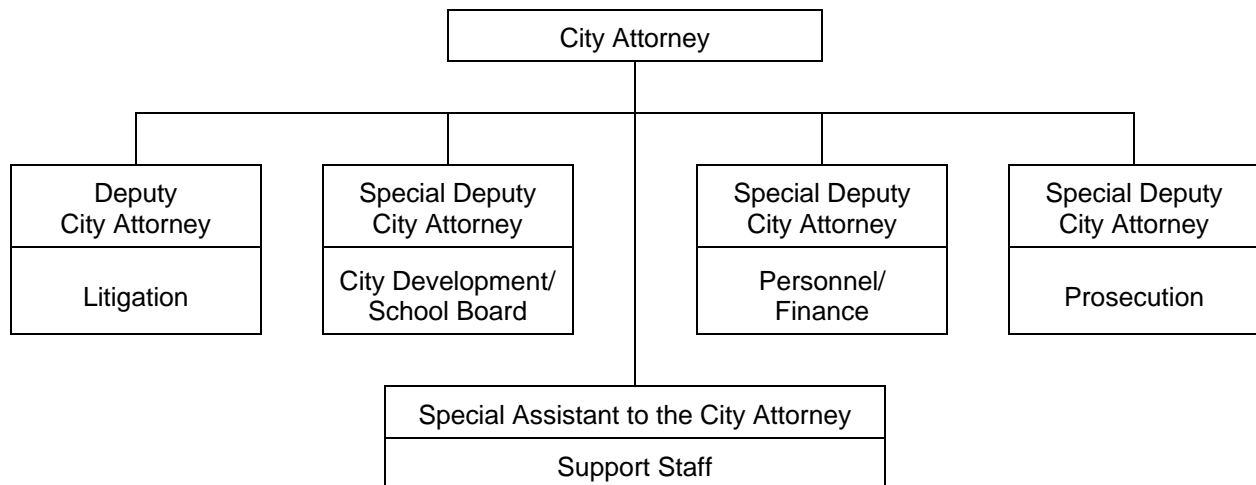 City Attorney
Deputy
City Attorney
Litigation
Special Deputy
City Attorney
City Development/
School Board
Special Deputy
City Attorney
Personnel/
Finance
Special Deputy
City Attorney
Prosecution
Special Assistant to the City Attorney
Support Staff